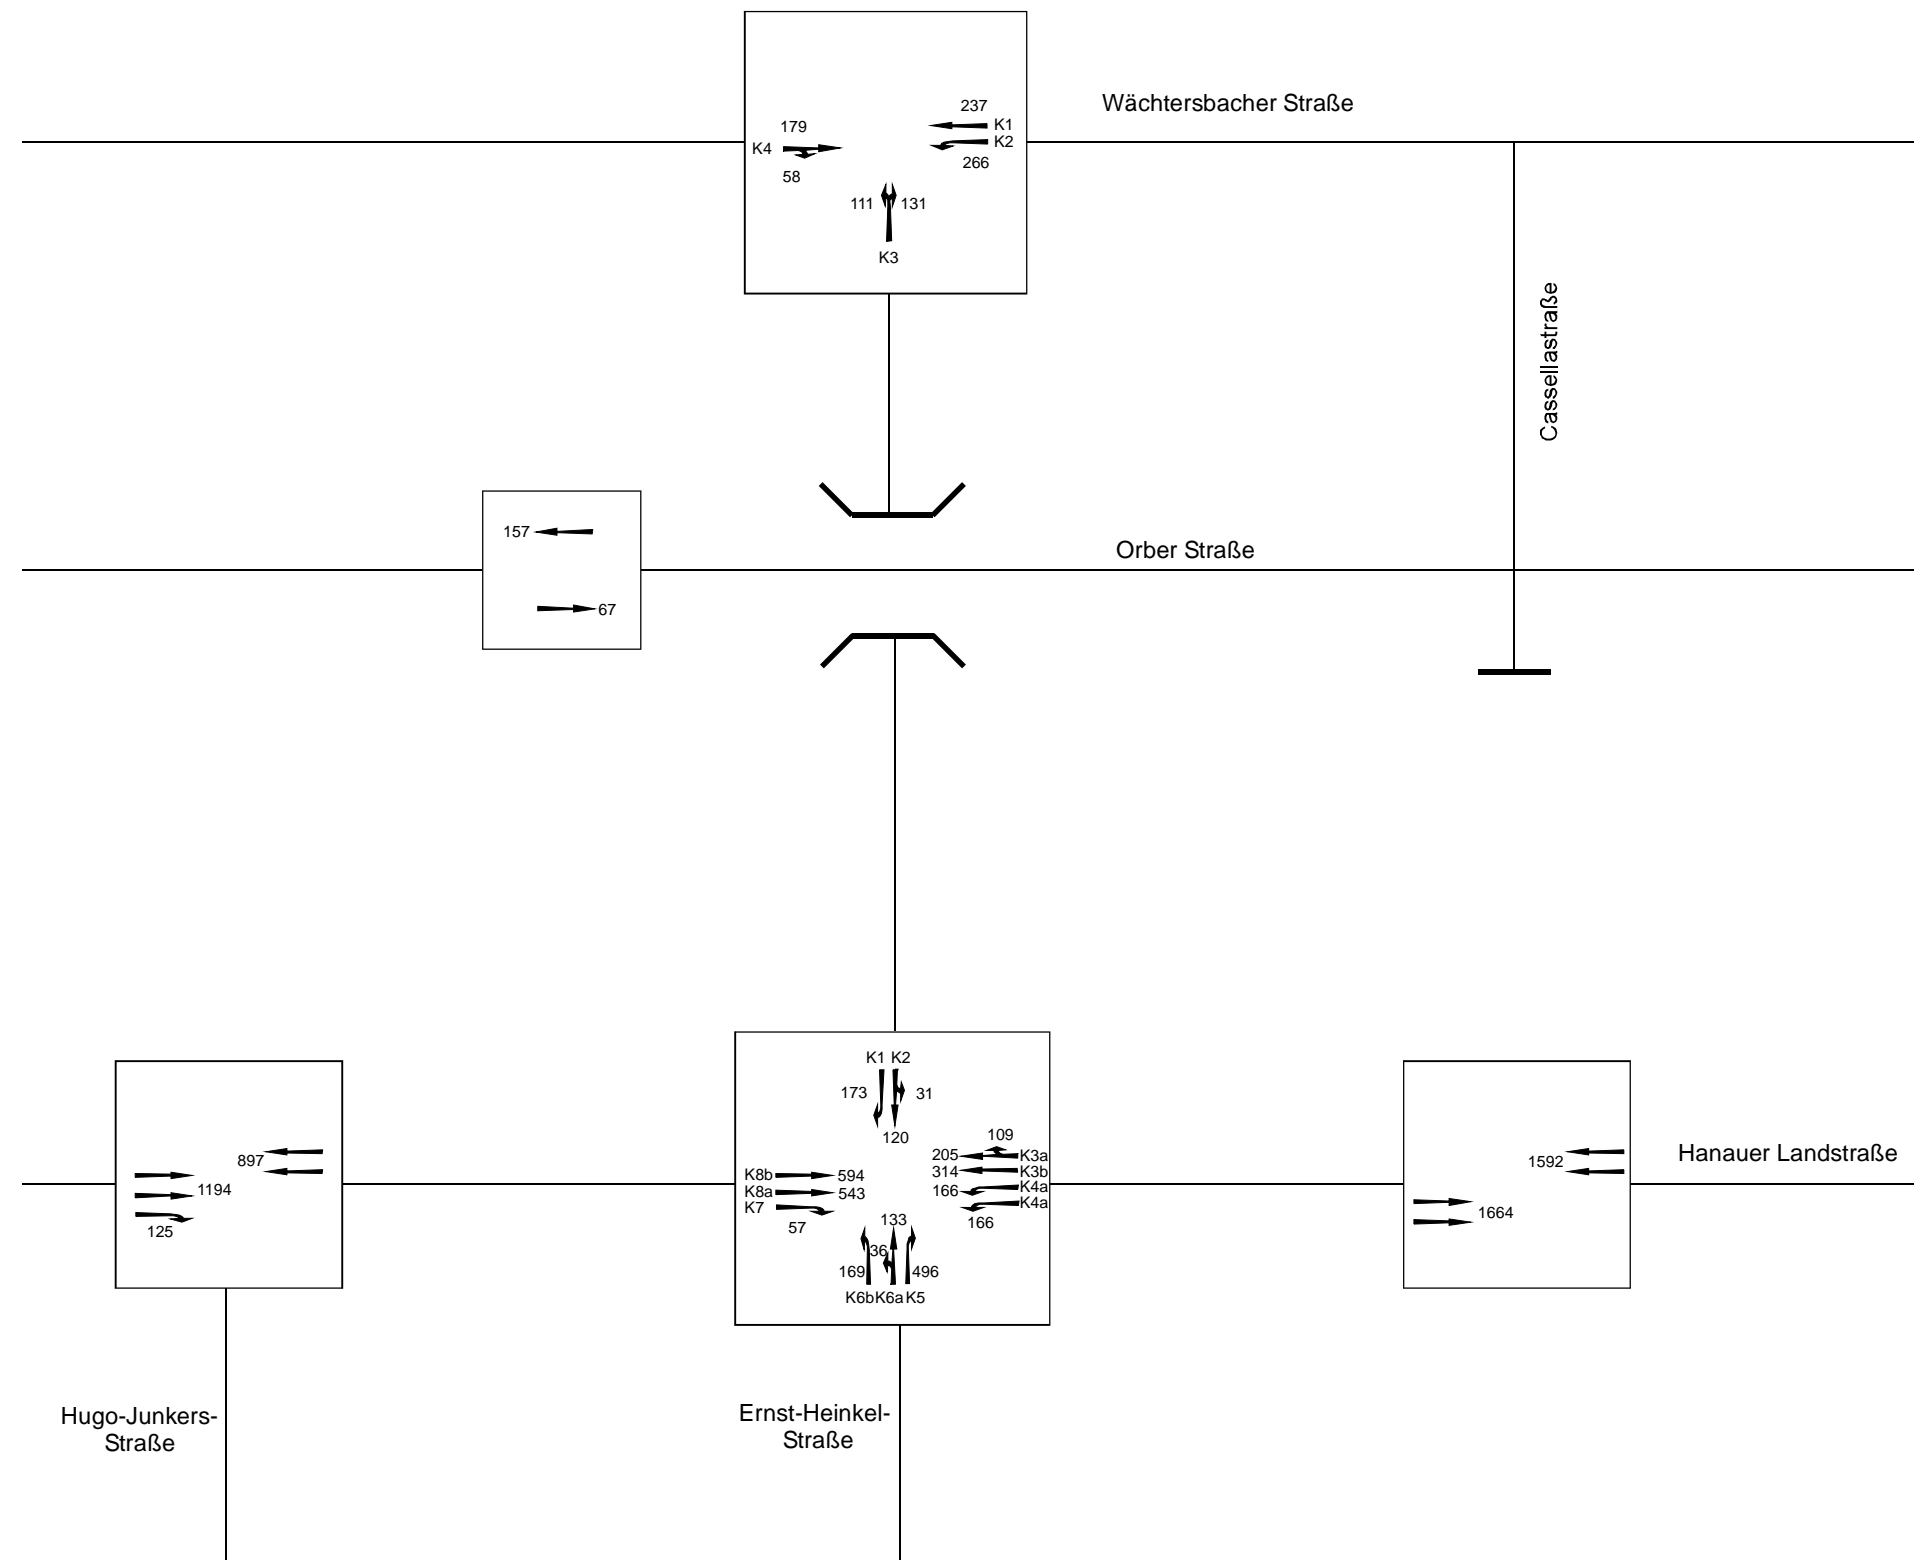 237
Wächtersbacher Straße
179
K1
K4
K2
58
266
111
131
K3
Cassellastraße
157
Orber Straße
67
K1 K2
173
31
120
109
205
K3a
314
K3b
166
K4a
K4a
166
K8b
594
K8a
543
K7
57
133
36
169
496
K6b K6a K5
897
1194
125
1592
1664
Hanauer Landstraße
Hugo-Junkers-
Straße
Ernst-Heinkel-
Straße